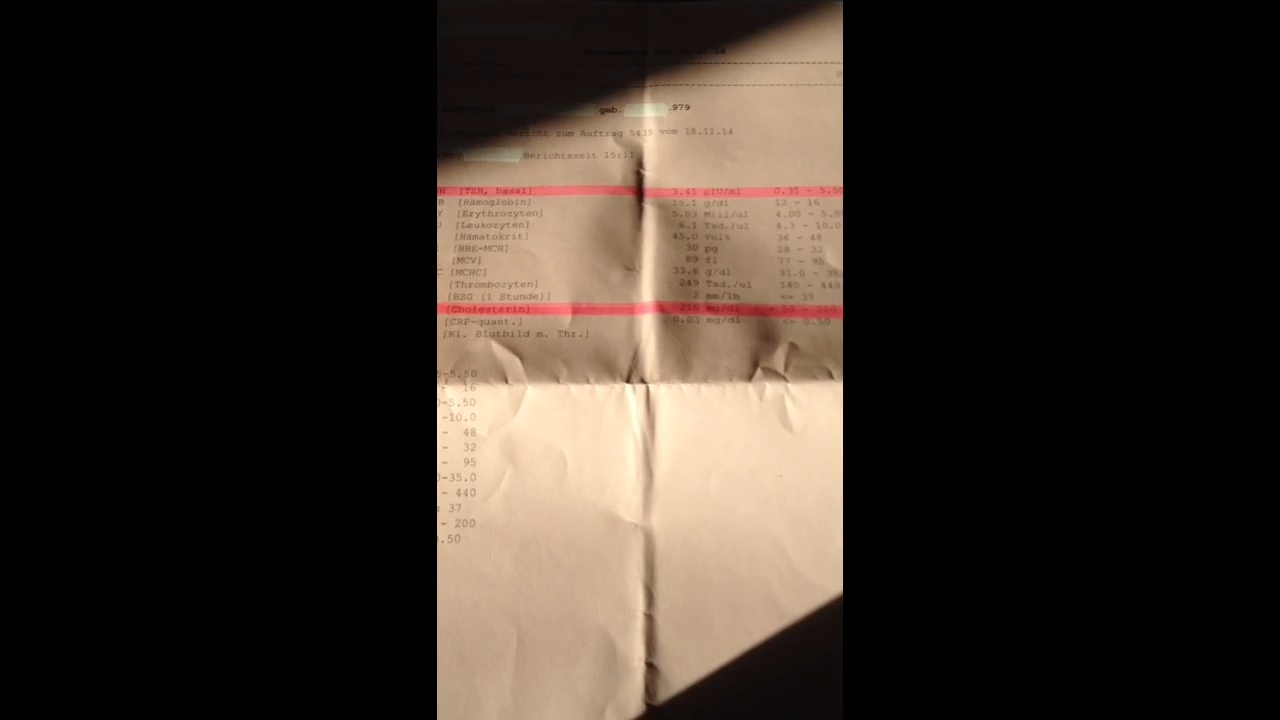 geb. .979
richt zum Auftrag 5435 vom 18.11.14
Berichtszeit 15:11
[TSH, basal] 3.45 µIU/ml 0.35 - 5.50
[Hämoglobin] 15.1 g/dl 12 - 16
[Erythrozyten] 5.03 Mill/ul 4.00 - 5.5
[Leukozyten] 6.1 Tsd./ul 4.3 - 10.0
[Hämatokrit] 45.0 Vol% 36 - 48
[HBE=MCH] 30 pg 28 - 32
[MCV] 89 fl 77 - 95
C [MCHC] 33.6 g/dl 31.0 - 35
[Thrombozyten] 249 Tsd./ul 140 - 440
[BSG (1 Stunde)] 2 mm/1h <= 37
[Cholesterin] mg/dl 50 - 200
[CRP-quant.] 0.03 mg/dl <= 0.50
[Kl. Blutbild m. Thr.]
5-5.50
- 16
0-5.50
-10.0
- 48
- 32
- 95
0-35.0
- 440
= 37
- 200
.50